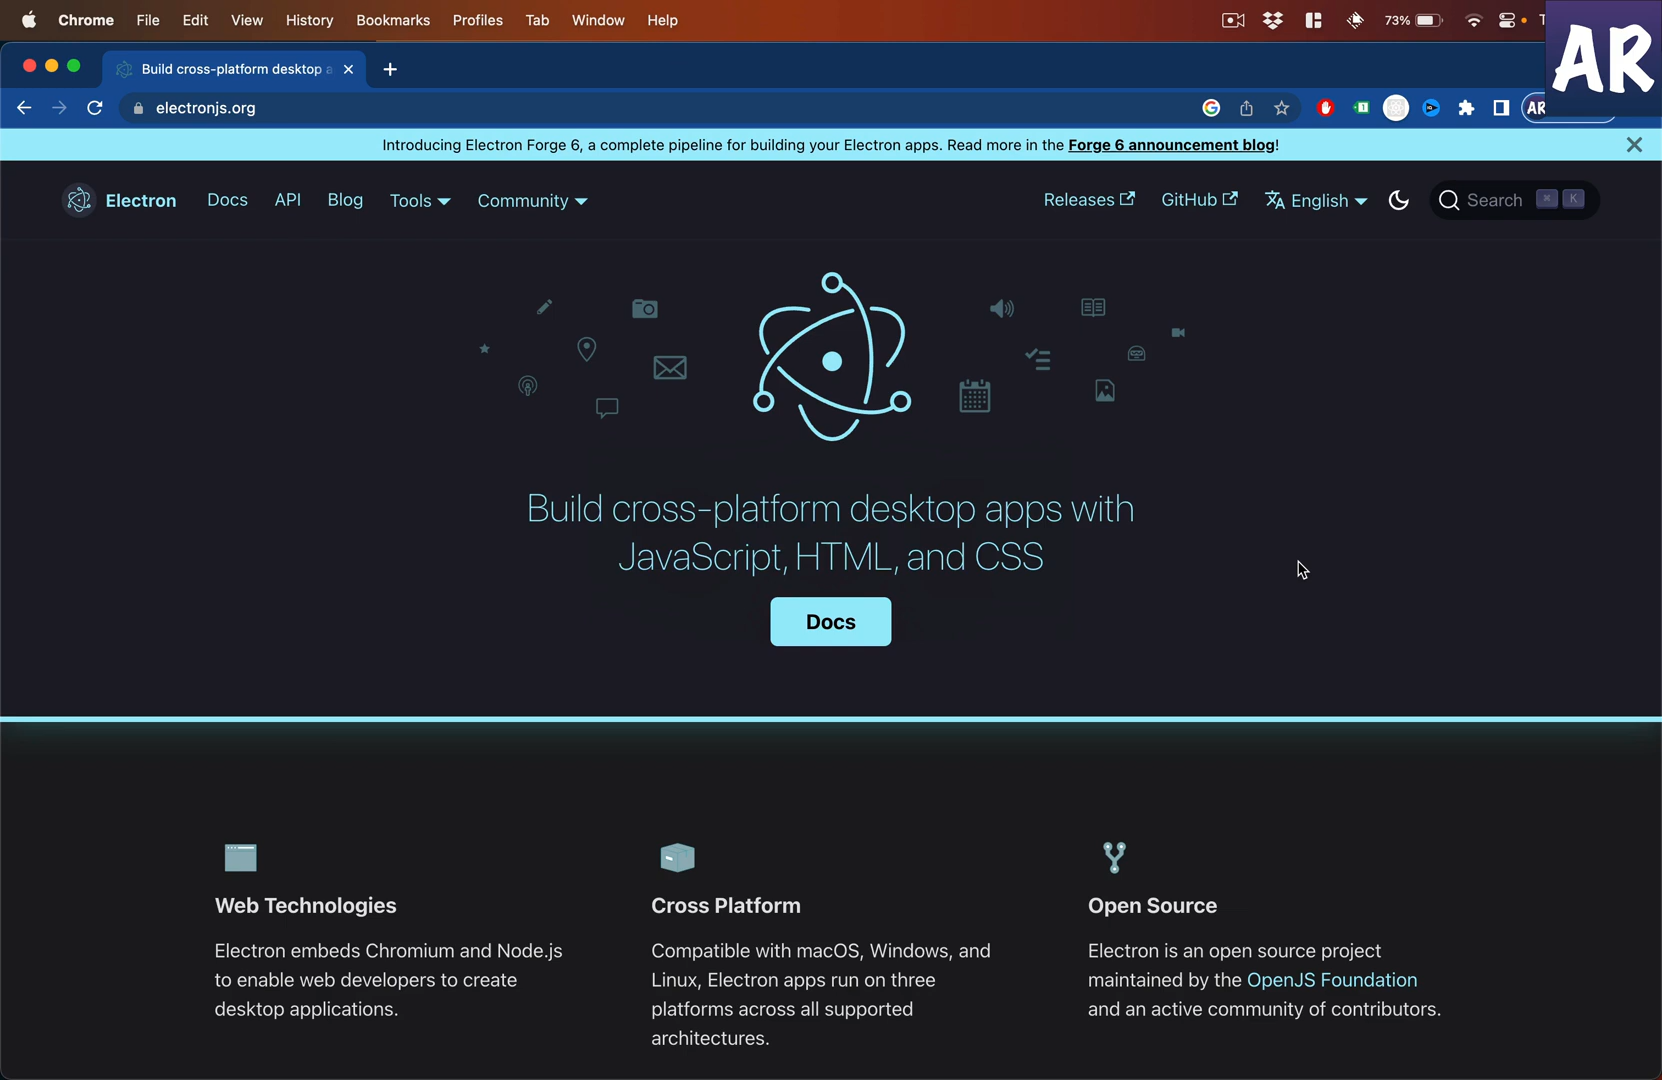 Chrome File Edit View History Bookmarks Profiles Tab Window Help 73%
AR
Build cross-platform desktop
electronjs.org
AR
Introducing Electron Forge 6, a complete pipeline for building your Electron apps. Read more in the Forge 6 announcement blog!
Electron Docs API Blog Tools Community Releases GitHub English Search ⌘ K
Build cross-platform desktop apps with
JavaScript, HTML, and CSS
Docs
Web Technologies
Electron embeds Chromium and Node.js
to enable web developers to create
desktop applications.
Cross Platform
Compatible with macOS, Windows, and
Linux, Electron apps run on three
platforms across all supported
architectures.
Open Source
Electron is an open source project
maintained by the OpenJS Foundation
and an active community of contributors.